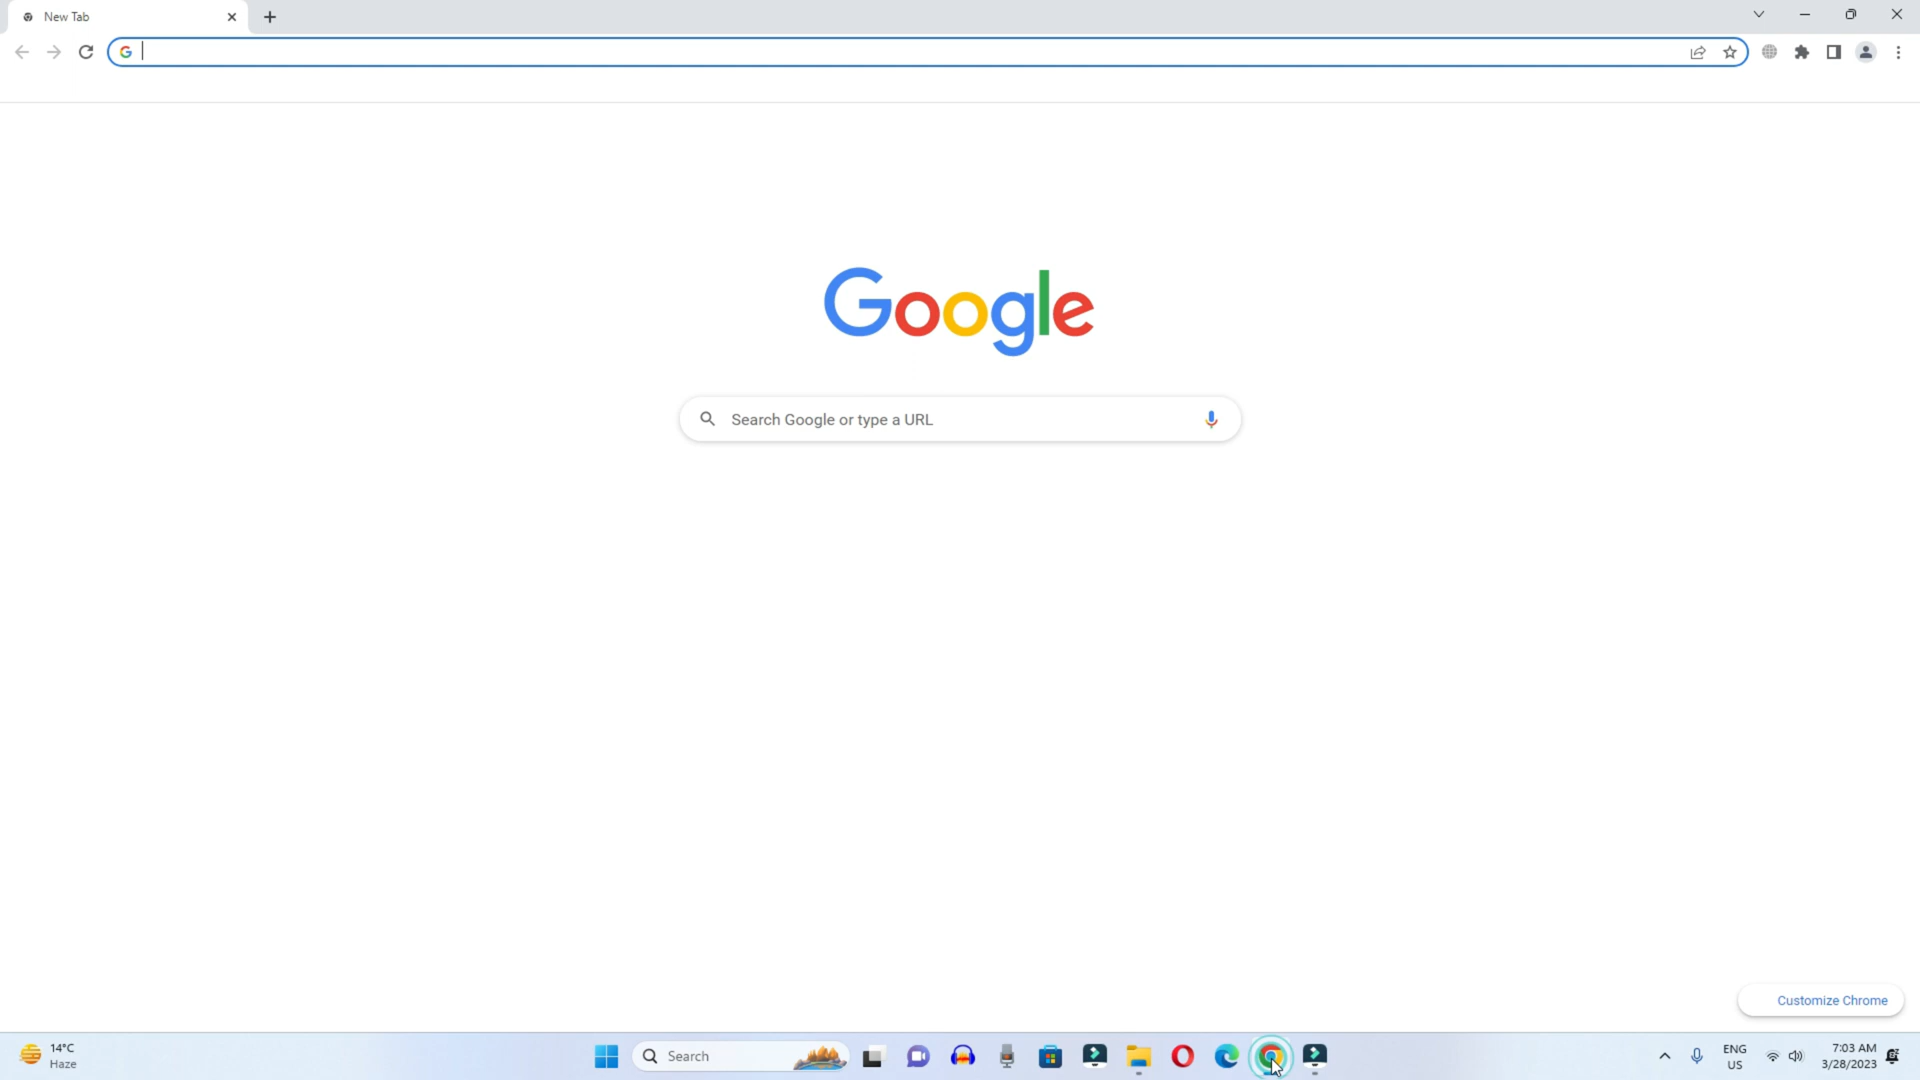 New Tab
Google
Search Google or type a URL
Customize Chrome
14°C
Haze
Search
ENG
US
7:03 AM
3/28/2023